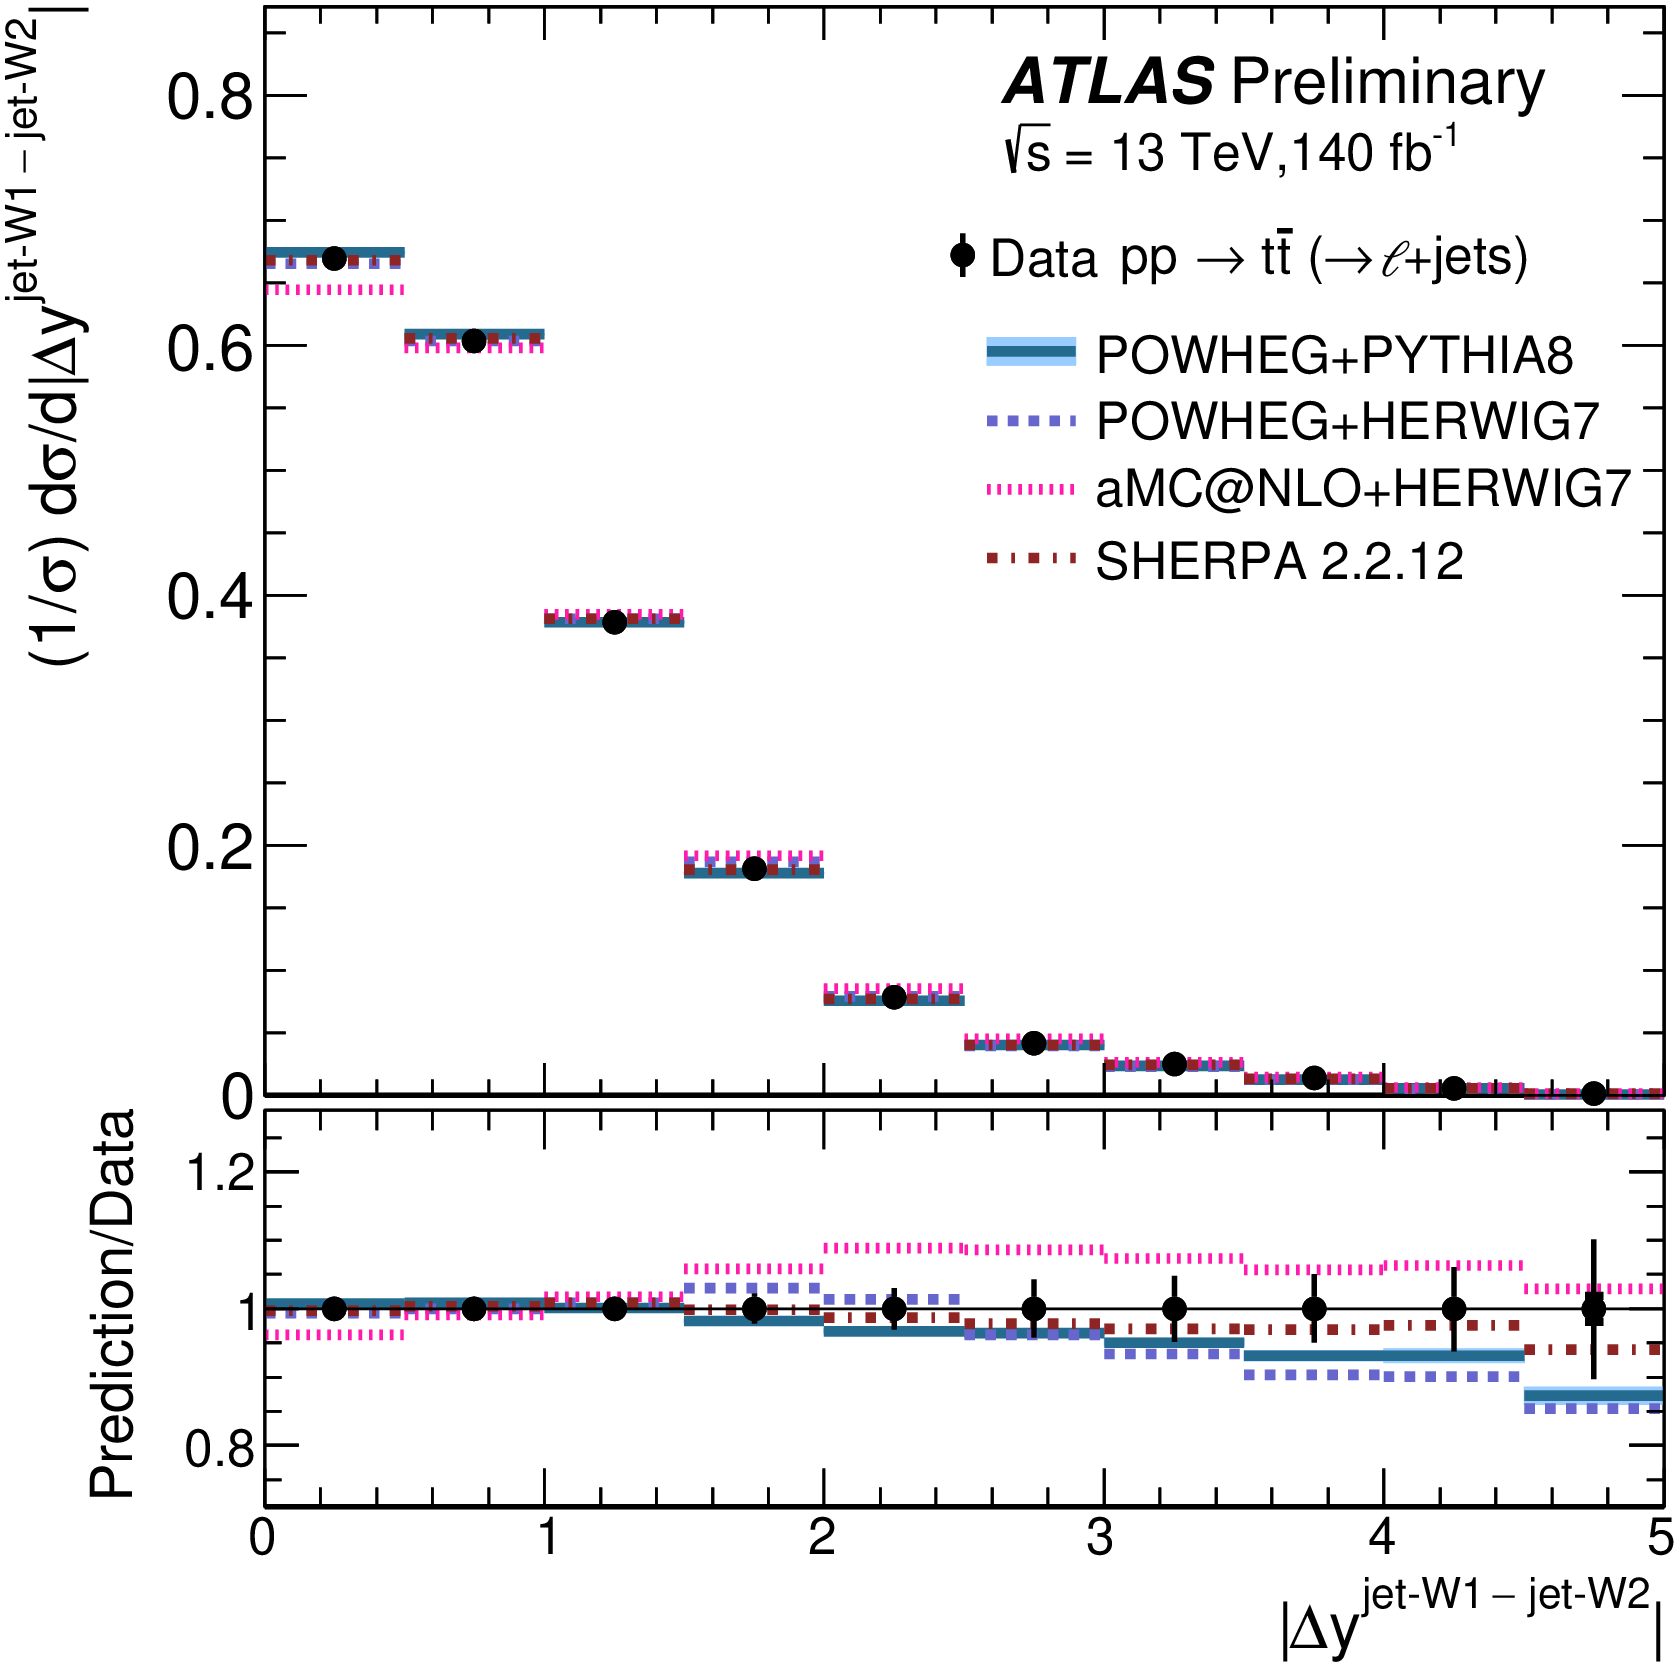 (1/σ) dσ/d|Δy^jet-W1 – jet-W2|
ATLAS Preliminary
√s = 13 TeV,140 fb^-1
Data pp → tt̄ (→ℓ+jets)
POWHEG+PYTHIA8
POWHEG+HERWIG7
aMC@NLO+HERWIG7
SHERPA 2.2.12
0.8
0.6
0.4
0.2
0
Prediction/Data
1.2
1
0.8
0 1 2 3 4 5
|Δy^jet-W1 – jet-W2|